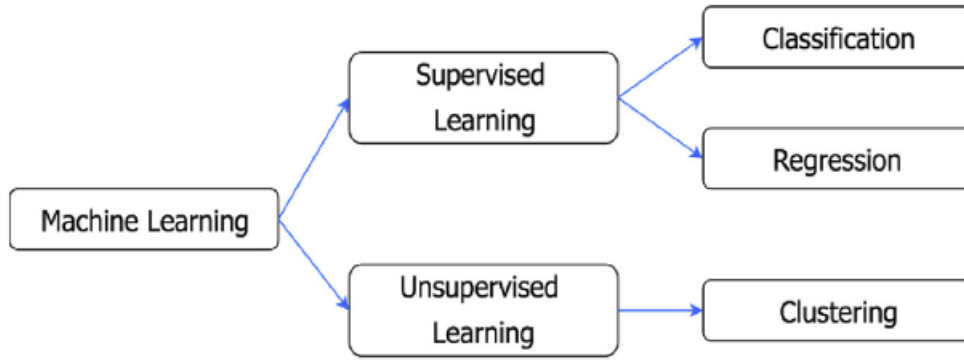 Machine Learning
Supervised
Learning
Classification
Regression
Unsupervised
Learning
Clustering